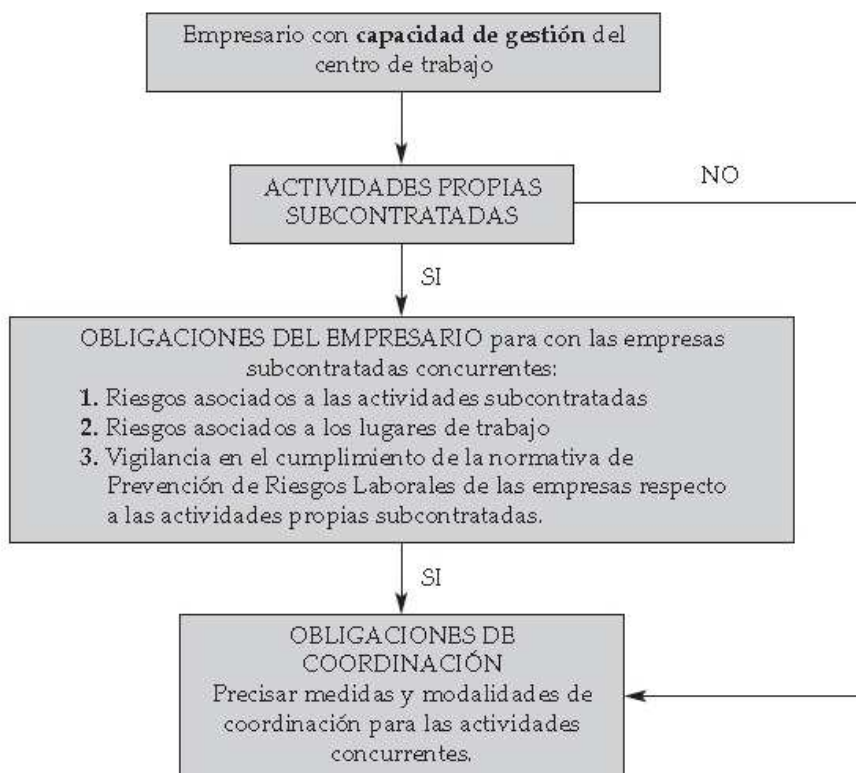 Empresario con capacidad de gestión del
centro de trabajo
ACTIVIDADES PROPIAS
SUBCONTRATADAS
NO
SI
OBLIGACIONES DEL EMPRESARIO para con las empresas
subcontratadas concurrentes:
1. Riesgos asociados a las actividades subcontratadas
2. Riesgos asociados a los lugares de trabajo
3. Vigilancia en el cumplimiento de la normativa de
Prevención de Riesgos Laborales de las empresas respecto
a las actividades propias subcontratadas.
SI
OBLIGACIONES DE
COORDINACIÓN
Precisar medidas y modalidades de
coordinación para las actividades
concurrentes.